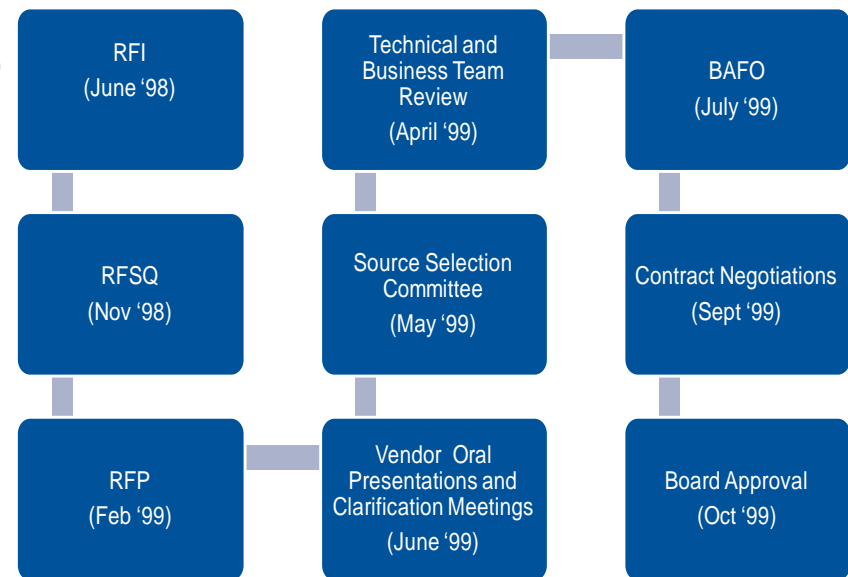 RFI
(June ‘98)
RFSQ
(Nov ‘98)
RFP
(Feb ‘99)
Vendor Oral
Presentations and
Clarification Meetings
(June ‘99)
Source Selection
Committee
(May ‘99)
Technical and
Business Team
Review
(April ‘99)
BAFO
(July ‘99)
Contract Negotiations
(Sept ‘99)
Board Approval
(Oct ‘99)